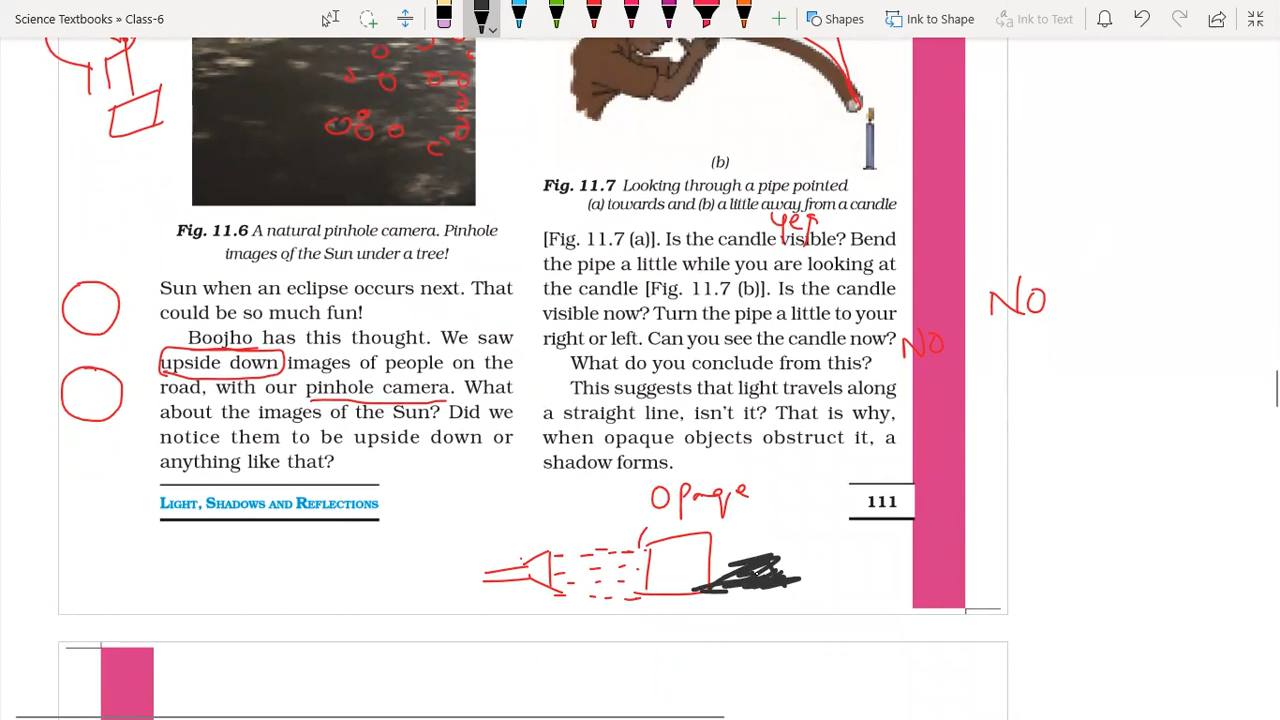 Science Textbooks » Class-6
Shapes
Ink to Shape
Ink to Text
(b)
Fig. 11.7 Looking through a pipe pointed
(a) towards and (b) a little away from a candle
Fig. 11.6 A natural pinhole camera. Pinhole
images of the Sun under a tree!
Sun when an eclipse occurs next. That
could be so much fun!
Boojho has this thought. We saw
upside down images of people on the
road, with our pinhole camera. What
about the images of the Sun? Did we
notice them to be upside down or
anything like that?
LIGHT, SHADOWS AND REFLECTIONS
yes
[Fig. 11.7 (a)]. Is the candle visible? Bend
the pipe a little while you are looking at
the candle [Fig. 11.7 (b)]. Is the candle
visible now? Turn the pipe a little to your
right or left. Can you see the candle now?
NO
NO
What do you conclude from this?
This suggests that light travels along
a straight line, isn't it? That is why,
when opaque objects obstruct it, a
shadow forms.
Opaque
111